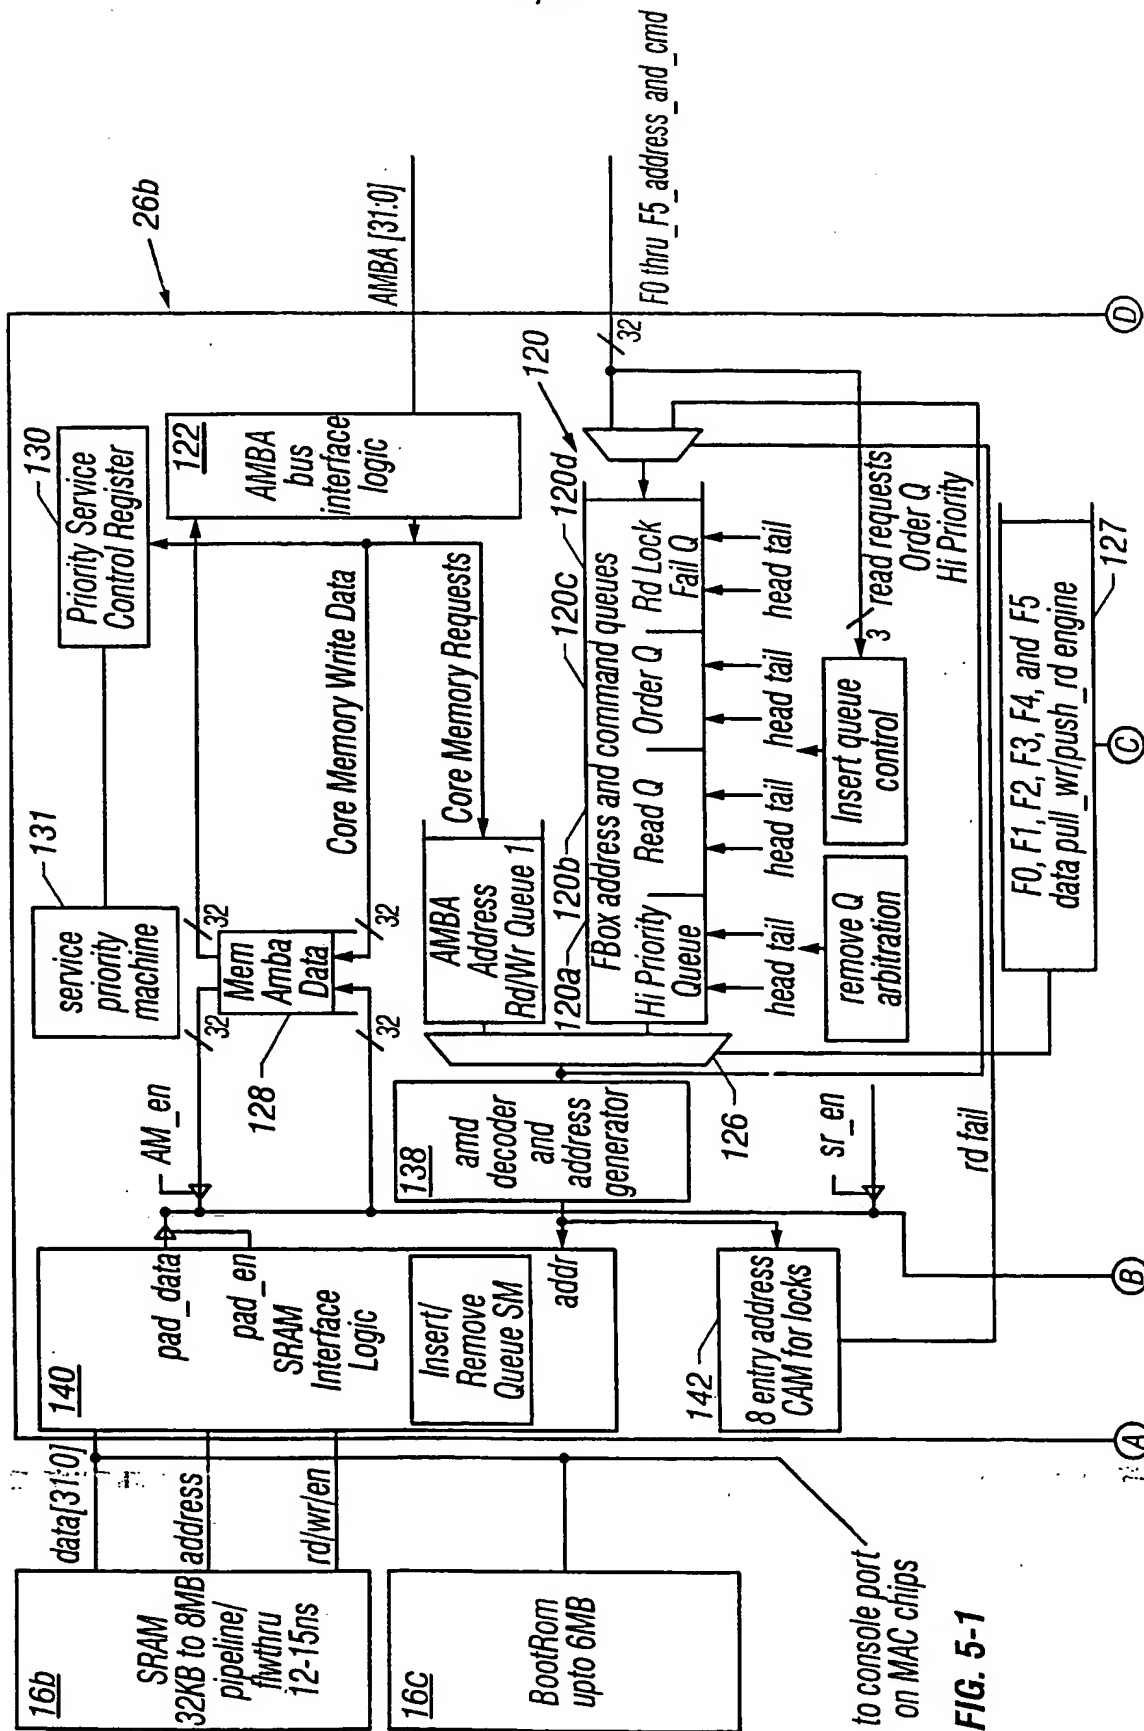 26b
AMBA [31:0]
F0 thru F5_address_and_cmd
130
Priority Service
Control Register
122
AMBA
bus
interface
logic
131
service
priority
machine
32
32
Mem
Amba
Data
128
32
32
AM_en
Core Memory Write Data
Core Memory Requests
AMBA
Address
Rd/Wr Queue 1
120
32
120a
120b
120c
120d
FBox address and command queues
Hi Priority
Queue
Read Q
Order Q
Rd Lock
Fail Q
head tail
head tail
head tail
head tail
remove Q
arbitration
Insert queue
control
3
read requests
Order Q
Hi Priority
127
F0, F1, F2, F3, F4, and F5
data pull_wr/push_rd engine
126
138
amd
decoder
and
address
generator
sr_en
rd fail
140
pad_data
pad_en
SRAM
Interface
Logic
Insert/
Remove
Queue SM
addr
142
8 entry address
CAM for locks
data[31:0]
address
rd/wr/en
16b
SRAM
32KB to 8MB
pipeline/
flwthru
12-15ns
16c
BootRom
upto 6MB
to console port
on MAC chips
A
B
C
D
FIG. 5-1